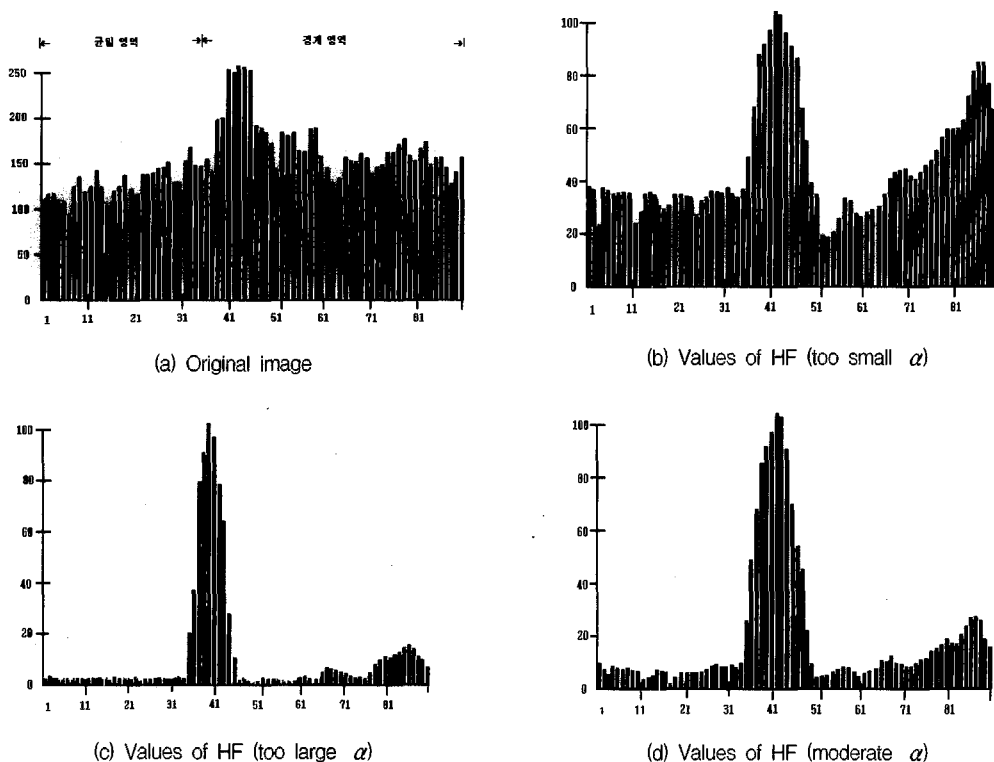 균일 영역 경계 영역
250
200
150
100
50
0
1 11 21 31 41 51 61 71 81
(a) Original image
100
80
60
40
20
0
1 11 21 31 41 51 61 71 81
(b) Values of HF (too small α)
100
80
60
40
20
0
1 11 21 31 41 51 61 71 81
(c) Values of HF (too large α)
100
80
60
40
20
0
1 11 21 31 41 51 61 71 81
(d) Values of HF (moderate α)